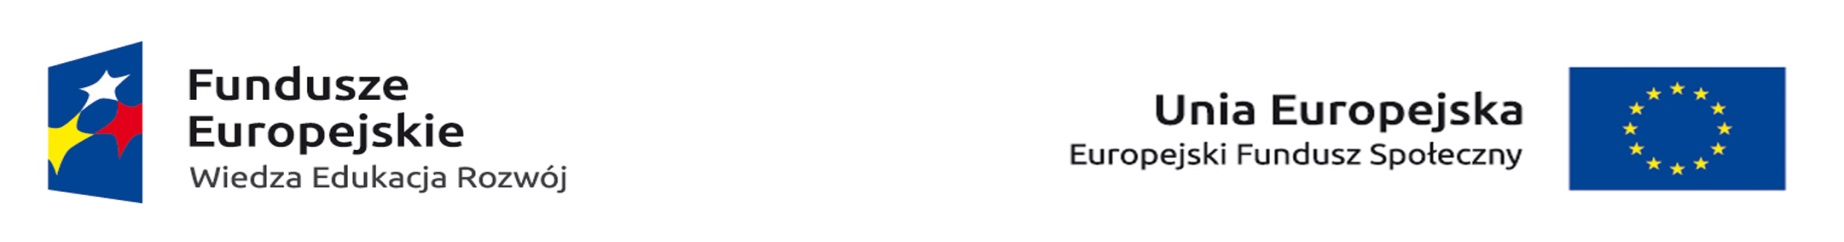 Fundusze
Europejskie
Wiedza Edukacja Rozwój
Unia Europejska
Europejski Fundusz Społeczny